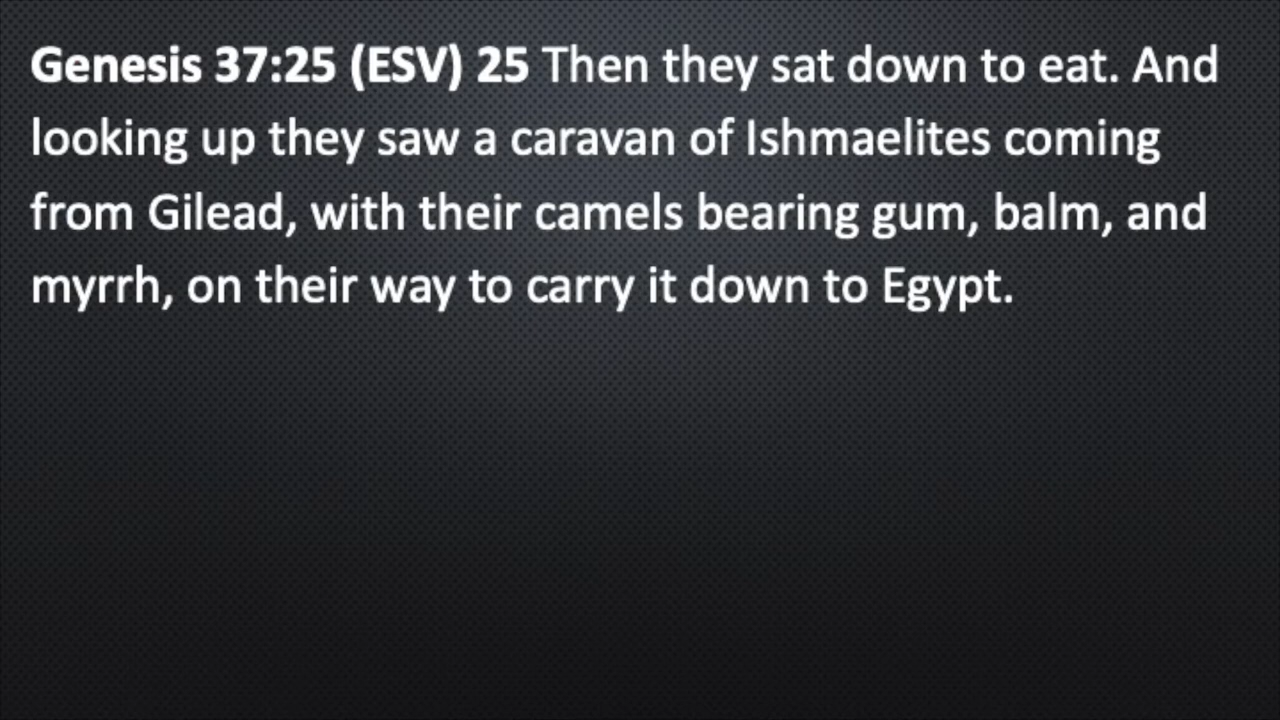 Genesis 37:25 (ESV) 25 Then they sat down to eat. And
looking up they saw a caravan of Ishmaelites coming
from Gilead, with their camels bearing gum, balm, and
myrrh, on their way to carry it down to Egypt.